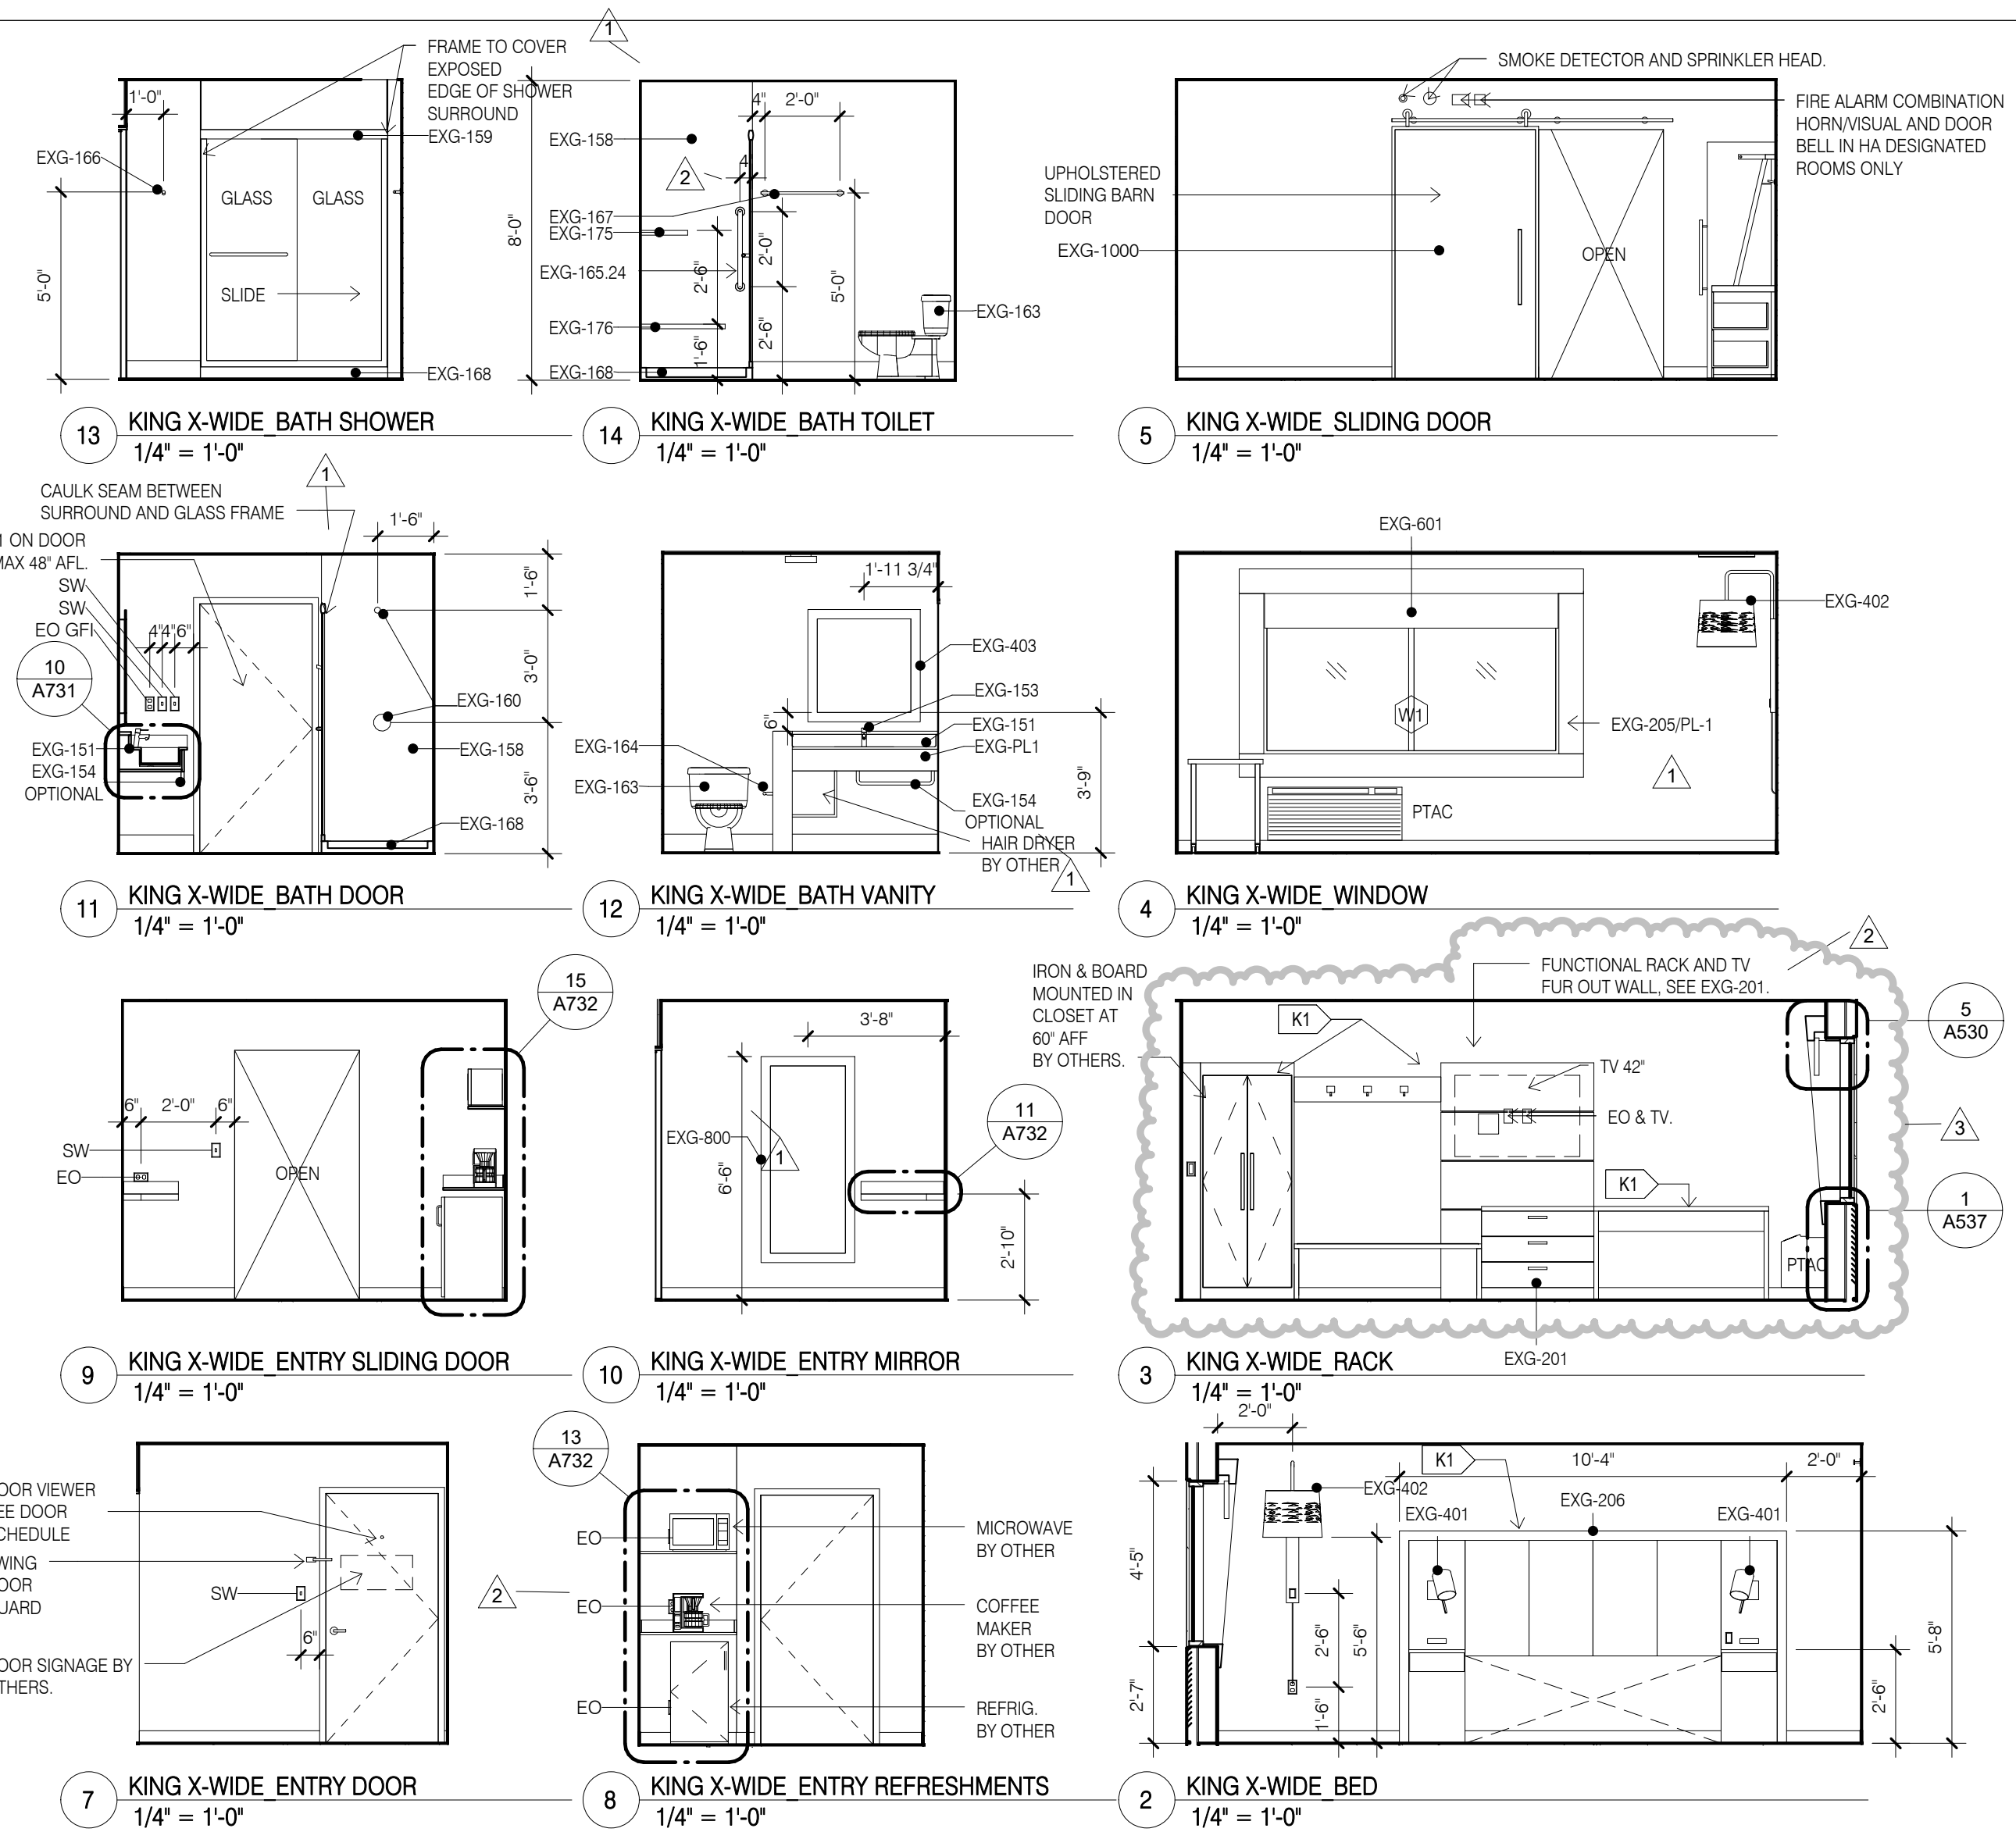 1
FRAME TO COVER
EXPOSED
EDGE OF SHOWER
SURROUND
EXG-159
1'-0"
EXG-166
GLASS
GLASS
SLIDE
5'-0"
EXG-168
13
KING X-WIDE_BATH SHOWER
1/4" = 1'-0"
8'-0"
4"
2'-0"
EXG-158
4
2
EXG-167
EXG-175
EXG-165.24
2'-6"
2'-0"
5'-0"
EXG-163
EXG-176
1'-6"
2'-6"
EXG-168
14
KING X-WIDE_BATH TOILET
1/4" = 1'-0"
SMOKE DETECTOR AND SPRINKLER HEAD.
FIRE ALARM COMBINATION
HORN/VISUAL AND DOOR
BELL IN HA DESIGNATED
ROOMS ONLY
UPHOLSTERED
SLIDING BARN
DOOR
EXG-1000
OPEN
5
KING X-WIDE_SLIDING DOOR
1/4" = 1'-0"
1
CAULK SEAM BETWEEN
SURROUND AND GLASS FRAME
1'-6"
ON DOOR
MAX 48" AFL.
SW
SW
EO GFI
4"
4"
6"
10
A731
1'-6"
3'-0"
3'-6"
EXG-160
EXG-151
EXG-158
EXG-154
OPTIONAL
EXG-168
11
KING X-WIDE_BATH DOOR
1/4" = 1'-0"
1'-11 3/4"
EXG-403
EXG-153
EXG-151
EXG-PL1
6"
EXG-164
EXG-163
EXG-154
OPTIONAL
HAIR DRYER
BY OTHER
1
3'-9"
12
KING X-WIDE_BATH VANITY
1/4" = 1'-0"
EXG-601
EXG-402
W1
EXG-205/PL-1
1
PTAC
4
KING X-WIDE_WINDOW
1/4" = 1'-0"
15
A732
6"
2'-0"
6"
SW
EO
OPEN
9
KING X-WIDE_ENTRY SLIDING DOOR
1/4" = 1'-0"
3'-8"
EXG-800
1
6'-6"
11
A732
2'-10"
10
KING X-WIDE_ENTRY MIRROR
1/4" = 1'-0"
IRON & BOARD
MOUNTED IN
CLOSET AT
60" AFF
BY OTHERS.
2
FUNCTIONAL RACK AND TV
FUR OUT WALL, SEE EXG-201.
K1
TV 42"
EO & TV.
K1
5
A530
3
1
A537
PTAC
EXG-201
3
KING X-WIDE_RACK
1/4" = 1'-0"
OOR VIEWER
EE DOOR
CHEDULE
WING
OOR
UARD
SW
6"
OOR SIGNAGE BY
THERS.
7
KING X-WIDE_ENTRY DOOR
1/4" = 1'-0"
13
A732
EO
MICROWAVE
BY OTHER
2
EO
COFFEE
MAKER
BY OTHER
EO
REFRIG.
BY OTHER
8
KING X-WIDE_ENTRY REFRESHMENTS
1/4" = 1'-0"
2'-0"
K1
10'-4"
2'-0"
EXG-402
EXG-401
EXG-206
EXG-401
4'-5"
2'-7"
2'-6"
5'-6"
1'-6"
5'-8"
2'-6"
2
KING X-WIDE_BED
1/4" = 1'-0"